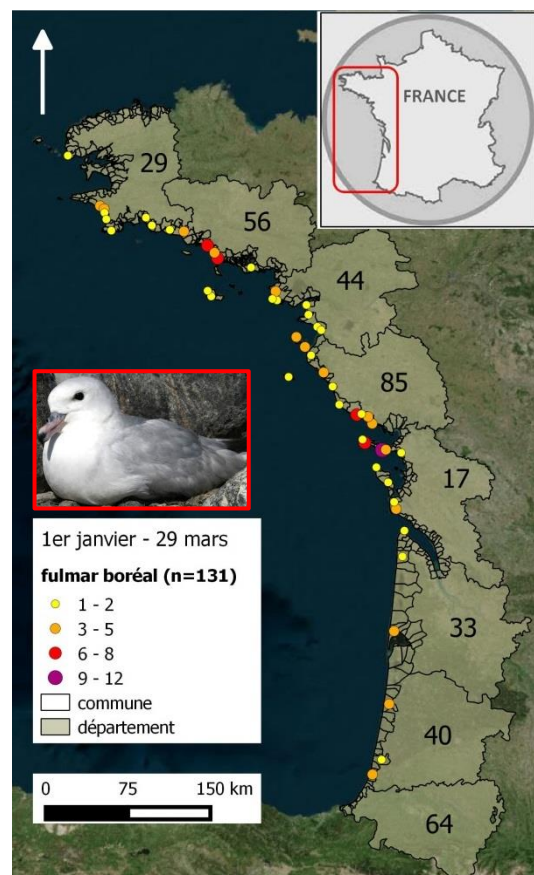 FRANCE
29
56
44
85
17
33
40
64
1er janvier - 29 mars
fulmar boréal (n=131)
1 - 2
3 - 5
6 - 8
9 - 12
commune
département
0 75 150 km